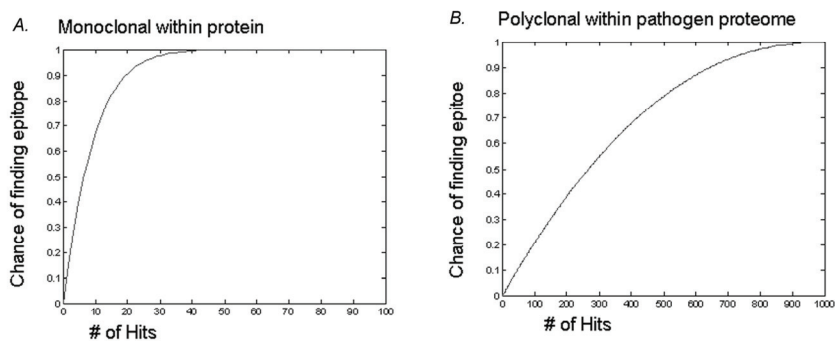 A. Monoclonal within protein
Chance of finding epitope
1
0.9
0.8
0.7
0.6
0.5
0.4
0.3
0.2
0.1
0
0 10 20 30 40 50 60 70 80 90 100
# of Hits
B. Polyclonal within pathogen proteome
Chance of finding epitoe
1
0.9
0.8
0.7
0.6
0.5
0.4
0.3
0.2
0.1
0
0 100 200 300 400 500 600 700 800 900 1000
# of Hits